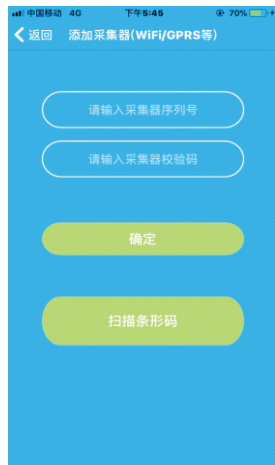 中国移动 4G 下午5:45 70%
返回 添加采集器(WiFi/GPRS等)
请输入采集器序列号
请输入采集器校验码
确定
扫描条形码